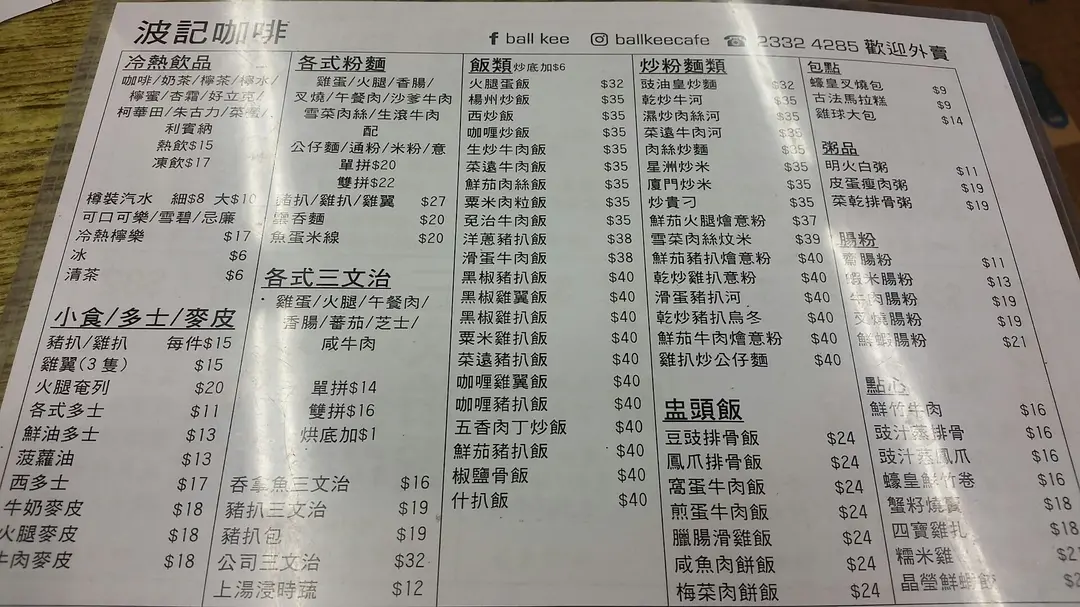 波記咖啡
ball kee ballkeecafe 2332 4285 歡迎外賣
冷熱飲品
咖啡/奶茶/檸茶/檸水/
檸蜜/杏霜/好立克/
柯華田/朱古力/菜蜜/
利賓納
熱飲$15
凍飲$17
樽裝汽水 細$8 大$10
可口可樂/雪碧/忌廉
冷熱檸樂 $17
冰 $6
清茶 $6
小食/多士/麥皮
豬扒/雞扒 每件$15
雞翼(3隻) $15
火腿奄列 $20
各式多士 $11
鮮油多士 $13
菠蘿油 $13
西多士 $17
牛奶麥皮 $18
火腿麥皮 $18
牛肉麥皮 $18
各式粉麵
雞蛋/火腿/香腸/
叉燒/午餐肉/沙爹牛肉
雪菜肉絲/生滾牛肉
配
公仔麵/通粉/米粉/意
單拼$20
雙拼$22
豬扒/雞扒/雞翼 $27
雲吞麵 $20
魚蛋米線 $20
各式三文治
雞蛋/火腿/午餐肉/
香腸/蕃茄/芝士/
咸牛肉
單拼$14
雙拼$16
烘底加$1
吞拿魚三文治 $16
豬扒三文治 $19
豬扒包 $19
公司三文治 $32
上湯浸時蔬 $12
飯類炒底加$6
火腿蛋飯 $32
楊州炒飯 $35
西炒飯 $35
咖喱炒飯 $35
生炒牛肉飯 $35
菜遠牛肉飯 $35
鮮茄肉絲飯 $35
粟米肉粒飯 $35
免治牛肉飯 $35
洋蔥豬扒飯 $38
滑蛋牛肉飯 $38
黑椒豬扒飯 $40
黑椒雞翼飯 $40
黑椒雞扒飯 $40
粟米雞扒飯 $40
菜遠豬扒飯 $40
咖喱雞翼飯 $40
咖喱豬扒飯 $40
五香肉丁炒飯 $40
鮮茄豬扒飯 $40
椒鹽骨飯 $40
什扒飯 $40
炒粉麵類
豉油皇炒麵 $32
乾炒牛河 $35
濕炒肉絲河 $35
菜遠牛肉河 $35
肉絲炒麵 $35
星洲炒米 $35
廈門炒米 $35
炒貴刁 $35
鮮茄火腿燴意粉 $37
雪菜肉絲炆米 $39
鮮茄豬扒燴意粉 $40
乾炒雞扒意粉 $40
滑蛋豬扒河 $40
乾炒豬扒烏冬 $40
鮮茄牛肉燴意粉 $40
雞扒炒公仔麵 $40
盅頭飯
豆豉排骨飯 $24
鳳爪排骨飯 $24
窩蛋牛肉飯 $24
煎蛋牛肉飯 $24
臘腸滑雞飯 $24
咸魚肉餅飯 $24
梅菜肉餅飯 $24
包點
蠔皇叉燒包 $9
古法馬拉糕 $9
雞球大包 $14
粥品
明火白粥 $11
皮蛋瘦肉粥 $19
菜乾排骨粥 $19
腸粉
齋腸粉 $11
蝦米腸粉 $13
牛肉腸粉 $19
叉燒腸粉 $19
鮮蝦腸粉 $21
點心
鮮竹牛肉 $16
豉汁蒸排骨 $16
豉汁蒸鳳爪 $16
蠔皇鮮竹卷 $16
蟹籽燒賣 $18
四寶雞扎 $18
糯米雞
晶瑩鮮蝦餃